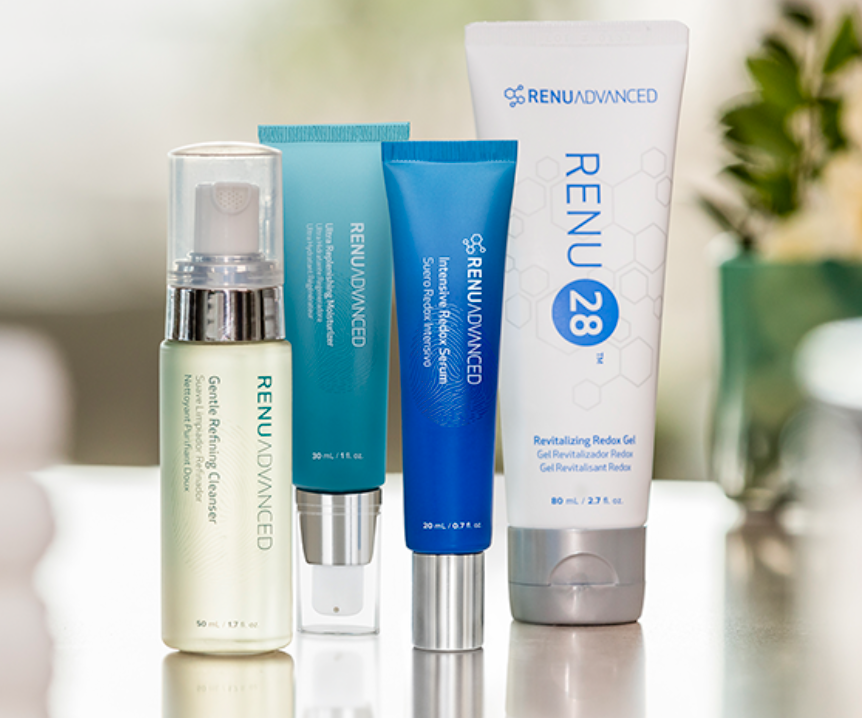 RENUADVANCED
Gentle Refining Cleanser
Suave Limpiador Refinador
Nettoyant Purifiant Doux
50 mL / 1.7 fl. oz.
RENUADVANCED
Ultra Replenishing Moisturizer
Ultra Hidratante Regeneradora
Ultra Hydratant Régénérateur
30 mL / 1 fl. oz.
RENUADVANCED
Intensive Redox Serum
Suero Redox Intensivo
20 mL / 0.7 fl. oz.
RENUADVANCED
RENU 28 ™
Revitalizing Redox Gel
Gel Revitalizador Redox
Gel Revitalisant Redox
80 mL / 2.7 fl. oz.